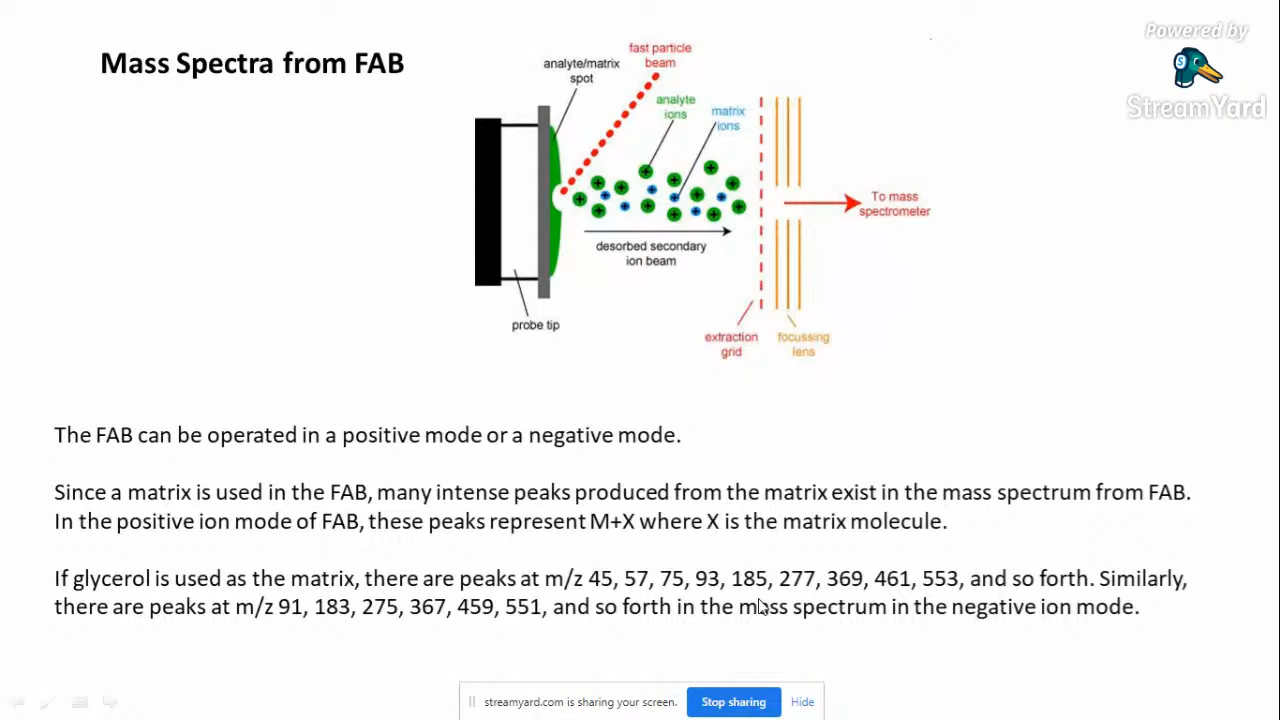 Mass Spectra from FAB
Powered by
StreamYard
fast particle
beam
analyte/matrix
spot
analyte
ions
matrix
ions
To mass
spectrometer
desorbed secondary
ion beam
probe tip
extraction
grid
focussing
lens
The FAB can be operated in a positive mode or a negative mode.
Since a matrix is used in the FAB, many intense peaks produced from the matrix exist in the mass spectrum from FAB.
In the positive ion mode of FAB, these peaks represent M+X where X is the matrix molecule.
If glycerol is used as the matrix, there are peaks at m/z 45, 57, 75, 93, 185, 277, 369, 461, 553, and so forth. Similarly,
there are peaks at m/z 91, 183, 275, 367, 459, 551, and so forth in the mass spectrum in the negative ion mode.
streamyard.com is sharing your screen.
Stop sharing
Hide